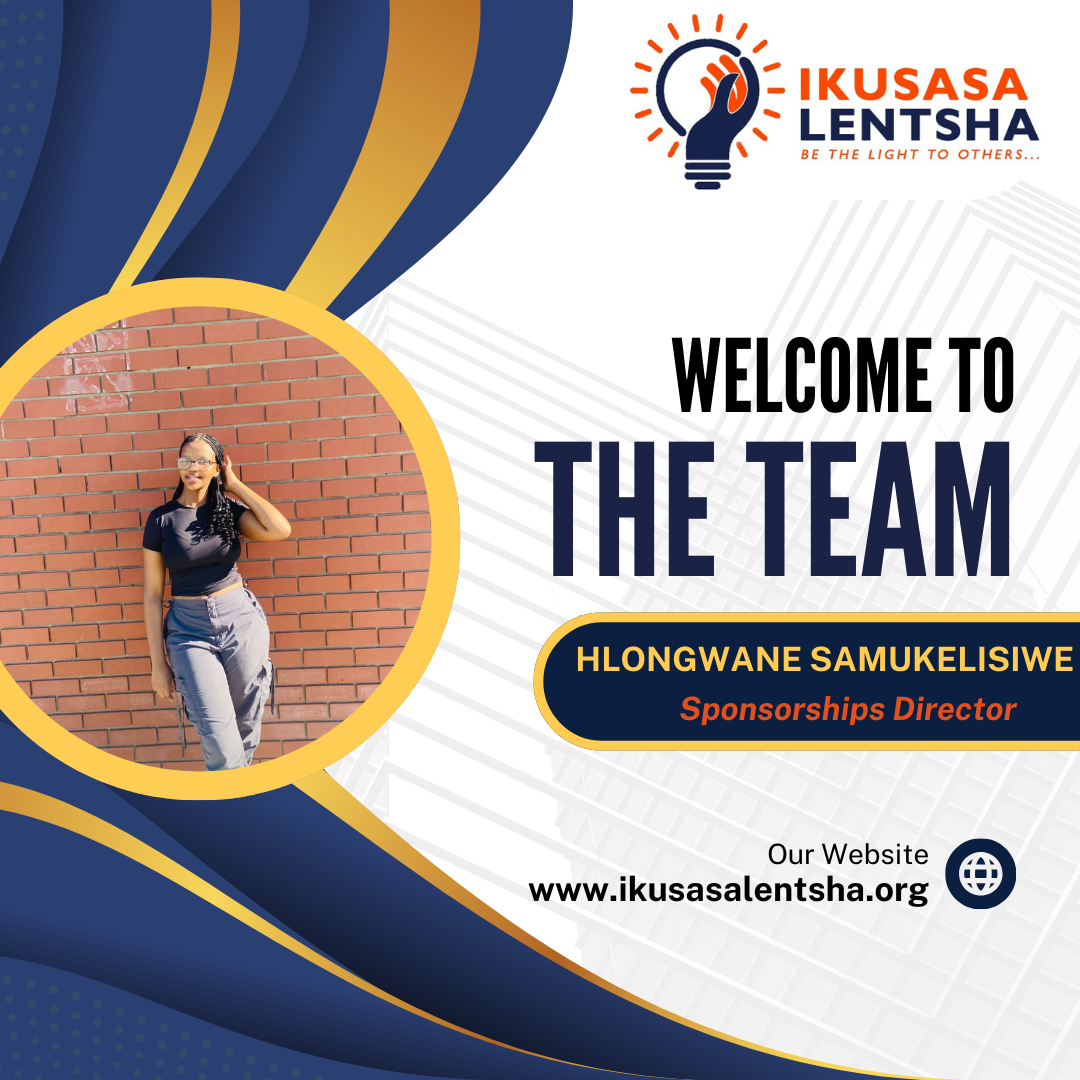 IKUSASA
LENTSHA
BE THE LIGHT TO OTHERS...
WELCOME TO
THE TEAM
HLONGWANE SAMUKELISIWE
Sponsorships Director
Our Website
www.ikusasalentsha.org